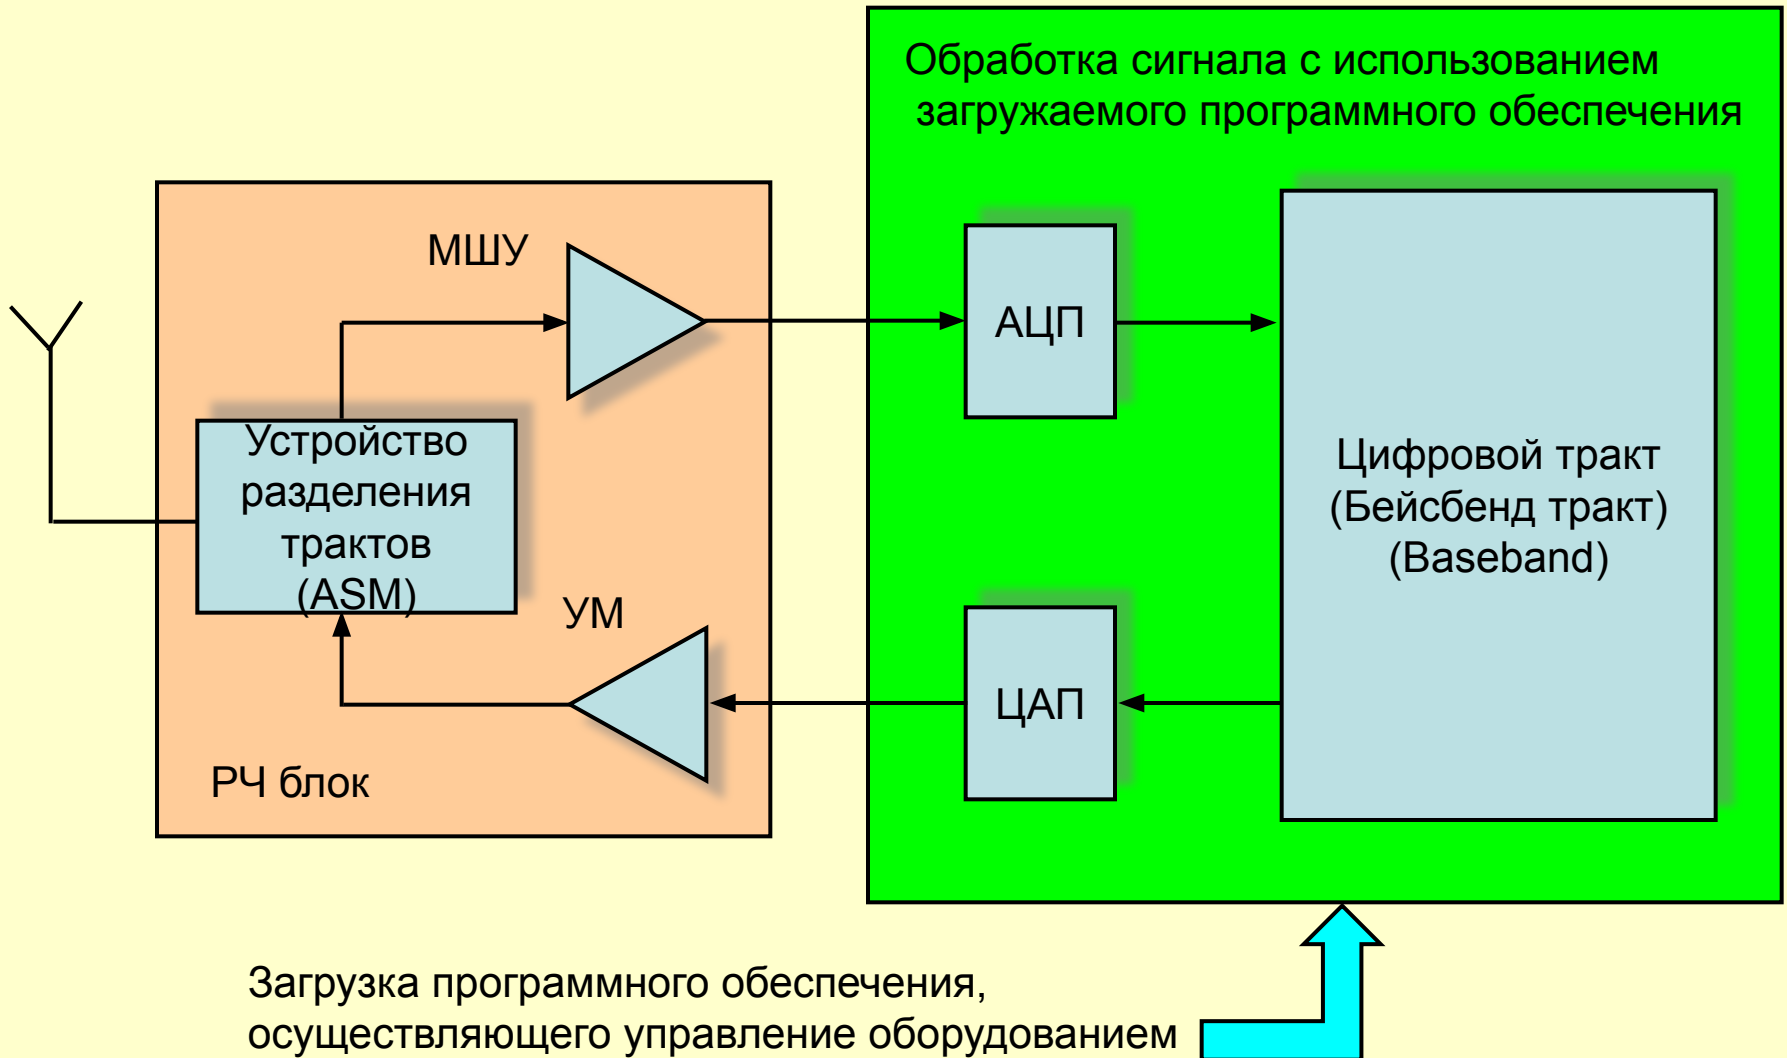 Обработка сигнала с использованием
загружаемого программного обеспечения
МШУ
АЦП
Устройство
разделения
трактов
(ASM)
Цифровой тракт
(Бейсбенд тракт)
(Baseband)
УМ
ЦАП
РЧ блок
Загрузка программного обеспечения,
осуществляющего управление оборудованием